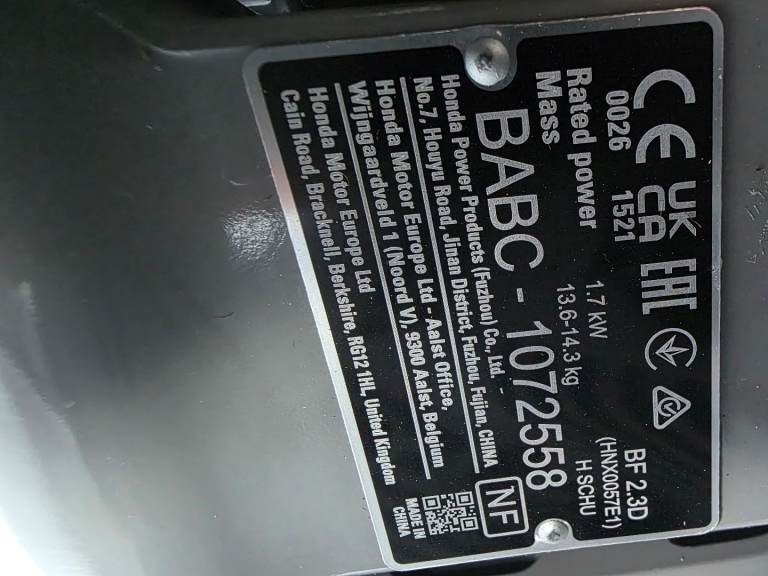 CE UK CA EAC BF 2.3D
0026 1521 (HNX0057E1)
Rated power 1.7 kW H SCHU
Mass 13.6-14.3 kg
BABC - 1072558 NF
Honda Power Products (Fuzhou) Co., Ltd.
No.7, Houyu Road, Jinan District, Fuzhou, Fujian, CHINA
Honda Motor Europe Ltd - Aalst Office,
Wijngaardveld 1 (Noord V), 9300 Aalst, Belgium
Honda Motor Europe Ltd
Cain Road, Bracknell, Berkshire, RG12 1HL, United Kingdom
MADE IN
CHINA